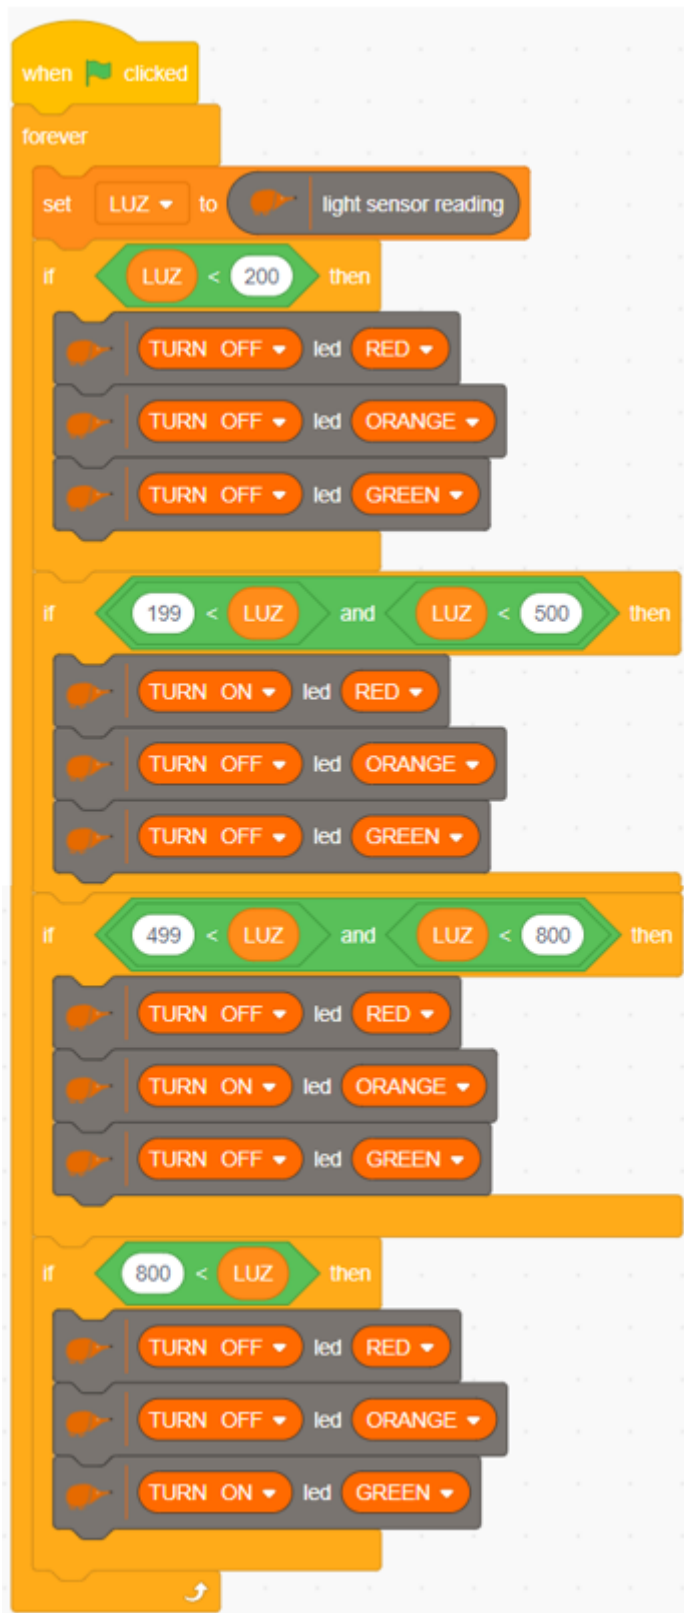 when clicked
forever
set LUZ to light sensor reading
if LUZ < 200 then
TURN OFF led RED
TURN OFF led ORANGE
TURN OFF led GREEN
if 199 < LUZ and LUZ < 500 then
TURN ON led RED
TURN OFF led ORANGE
TURN OFF led GREEN
if 499 < LUZ and LUZ < 800 then
TURN OFF led RED
TURN ON led ORANGE
TURN OFF led GREEN
if 800 < LUZ then
TURN OFF led RED
TURN OFF led ORANGE
TURN ON led GREEN